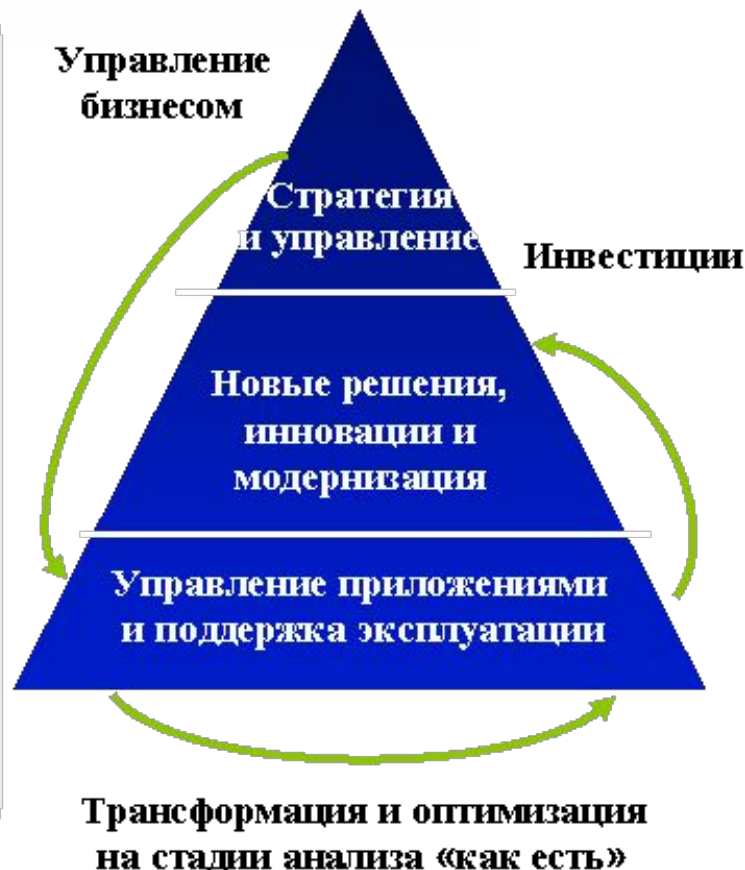 Управление
бизнесом
Стратегия
и управление
Инвестиции
Новые решения,
инновации и
модернизация
Управление приложениями
и поддержка эксплуатации
Трансформация и оптимизация
на стадии анализа «как есть»